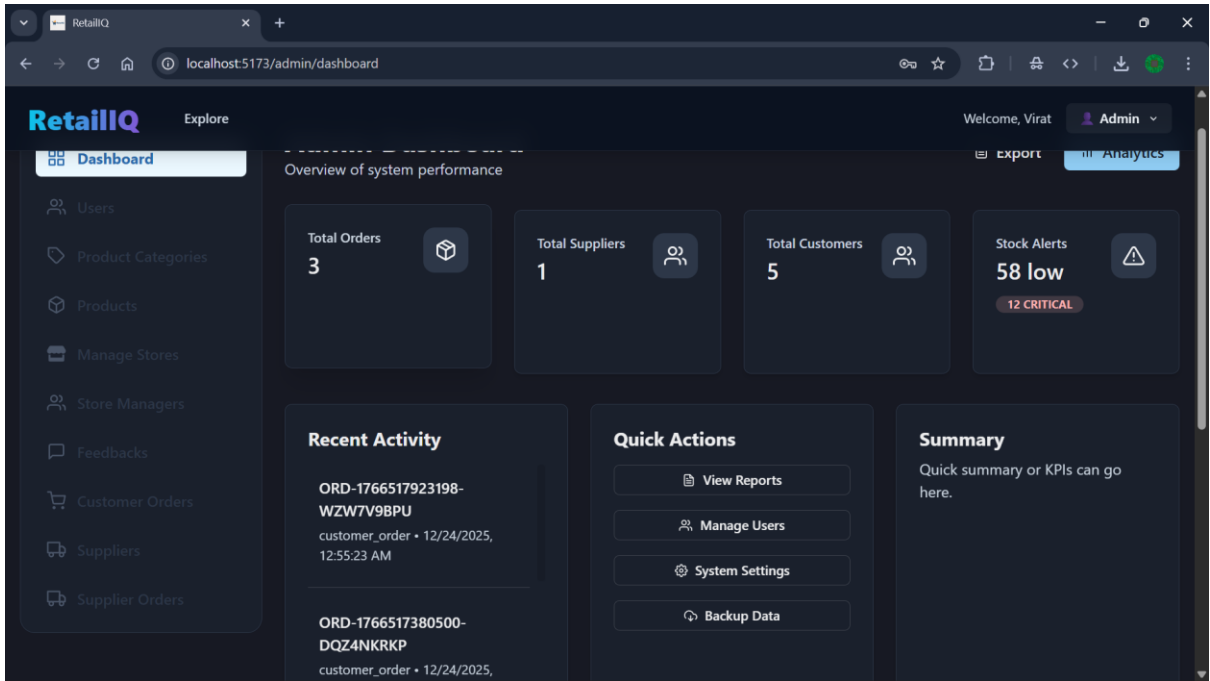 RetailIQ
localhost:5173/admin/dashboard
RetailIQ
Explore
Welcome, Virat
Admin
Dashboard
Users
Product Categories
Products
Manage Stores
Store Managers
Feedbacks
Customer Orders
Suppliers
Supplier Orders
Admin Dashboard
Overview of system performance
Export
Analytics
Total Orders
3
Total Suppliers
1
Total Customers
5
Stock Alerts
58 low
12 CRITICAL
Recent Activity
ORD-1766517923198-
WZW7V9BPU
customer_order • 12/24/2025,
12:55:23 AM
ORD-1766517380500-
DQZ4NKRKP
customer_order • 12/24/2025,
Quick Actions
View Reports
Manage Users
System Settings
Backup Data
Summary
Quick summary or KPIs can go
here.